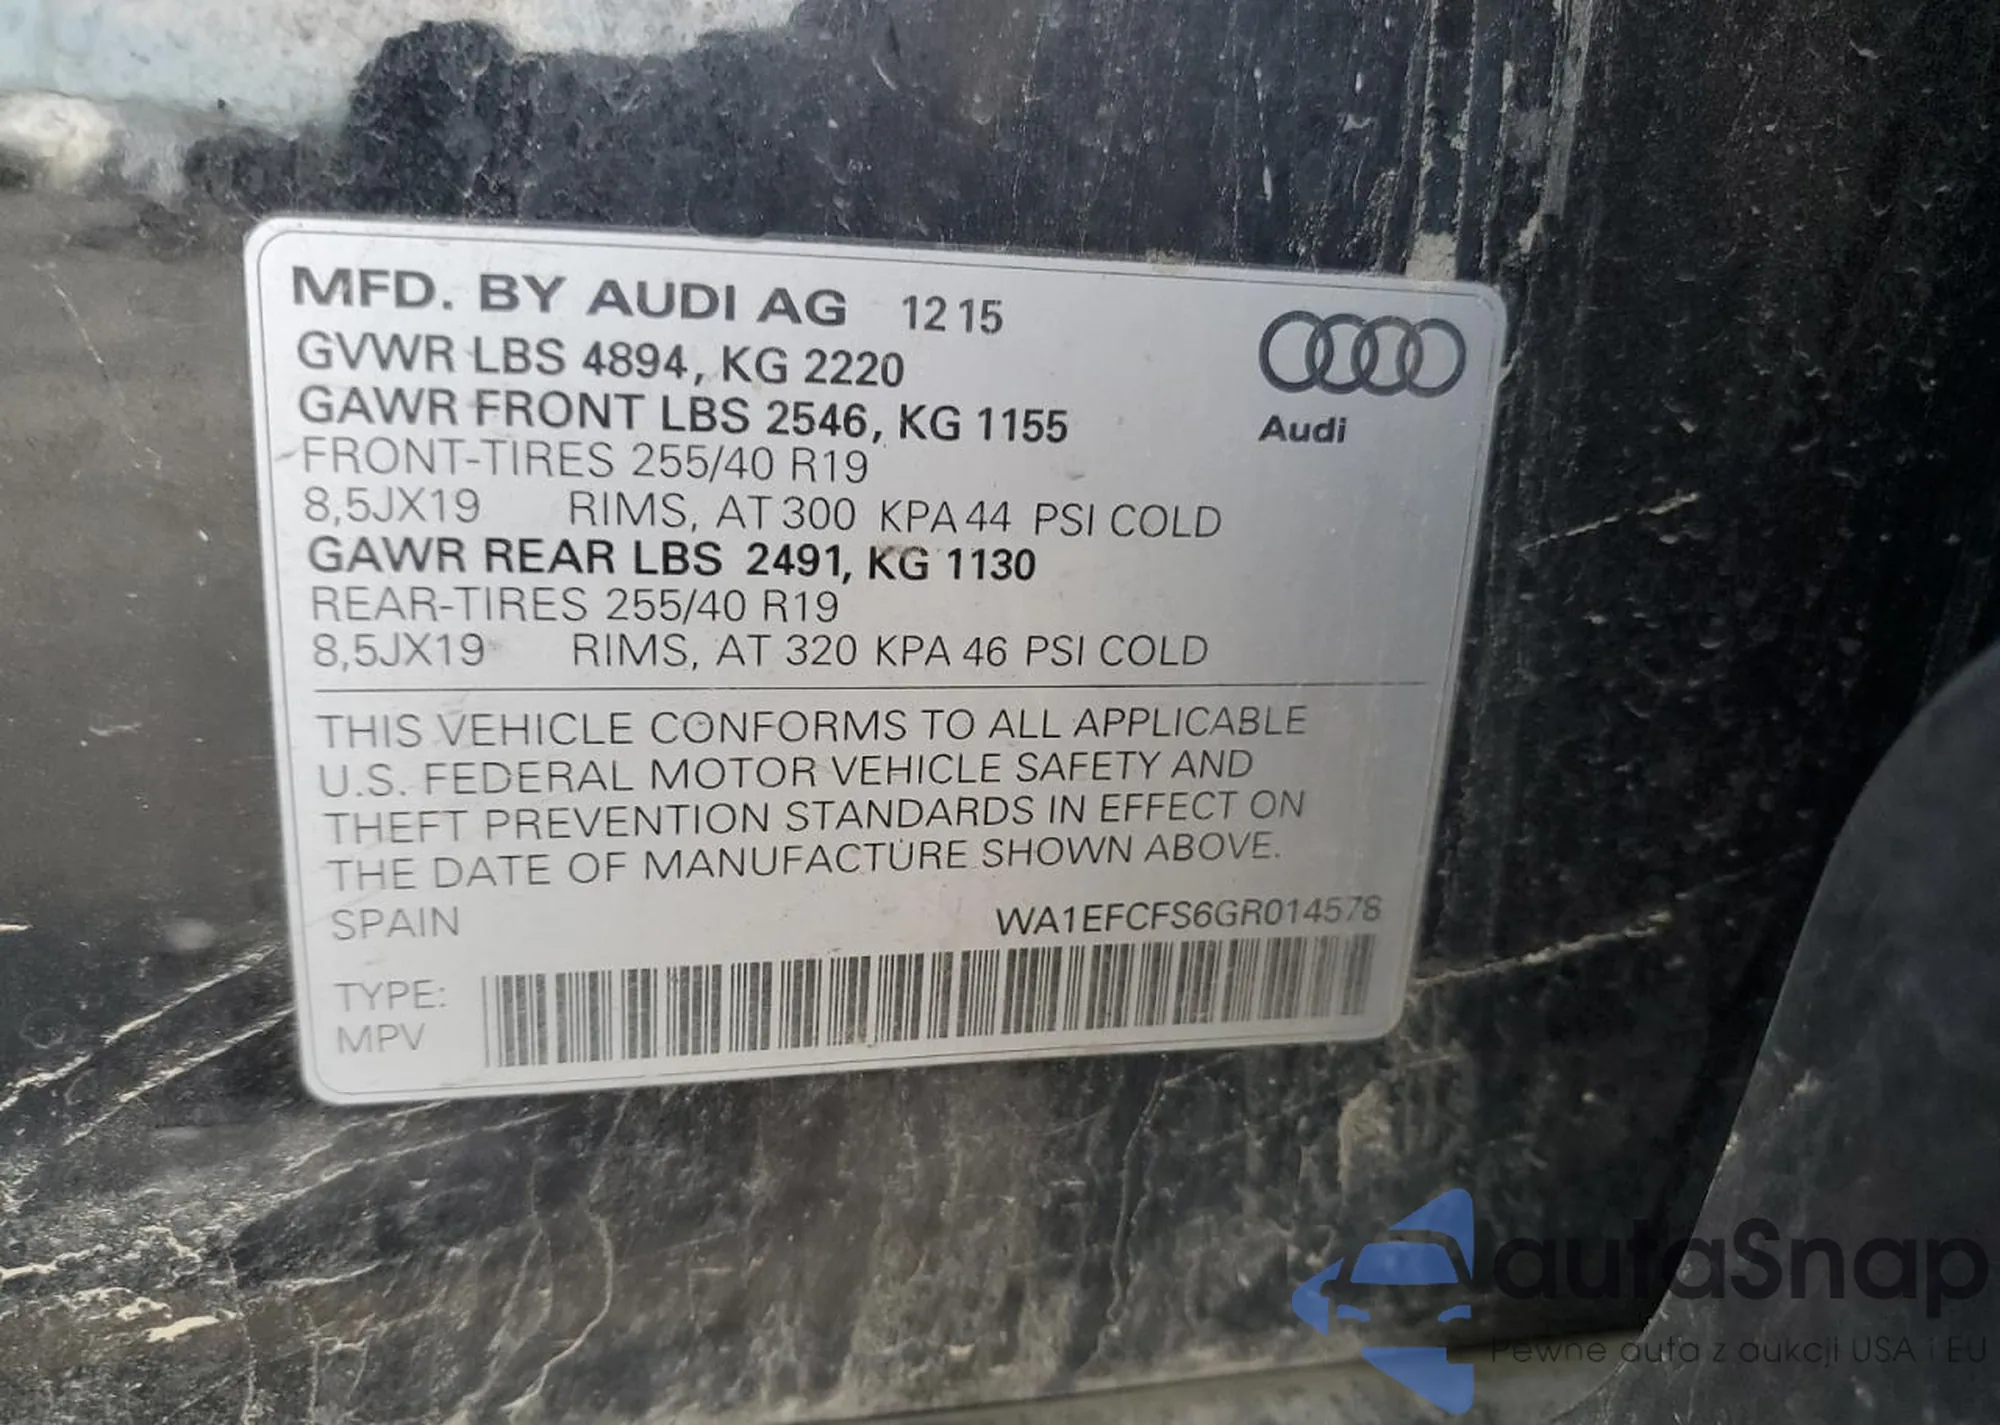 MFD. BY AUDI AG 12 15
GVWR LBS 4894, KG 2220
GAWR FRONT LBS 2546, KG 1155
Audi
FRONT-TIRES 255/40 R19
8,5JX19 RIMS, AT 300 KPA 44 PSI COLD
GAWR REAR LBS 2491, KG 1130
REAR-TIRES 255/40 R19
8,5JX19 RIMS, AT 320 KPA 46 PSI COLD
THIS VEHICLE CONFORMS TO ALL APPLICABLE
U.S. FEDERAL MOTOR VEHICLE SAFETY AND
THEFT PREVENTION STANDARDS IN EFFECT ON
THE DATE OF MANUFACTURE SHOWN ABOVE.
SPAIN WA1EFCFS6GR014578
TYPE:
MPV
autaSnap
Pewne auta z aukcji USA i EU